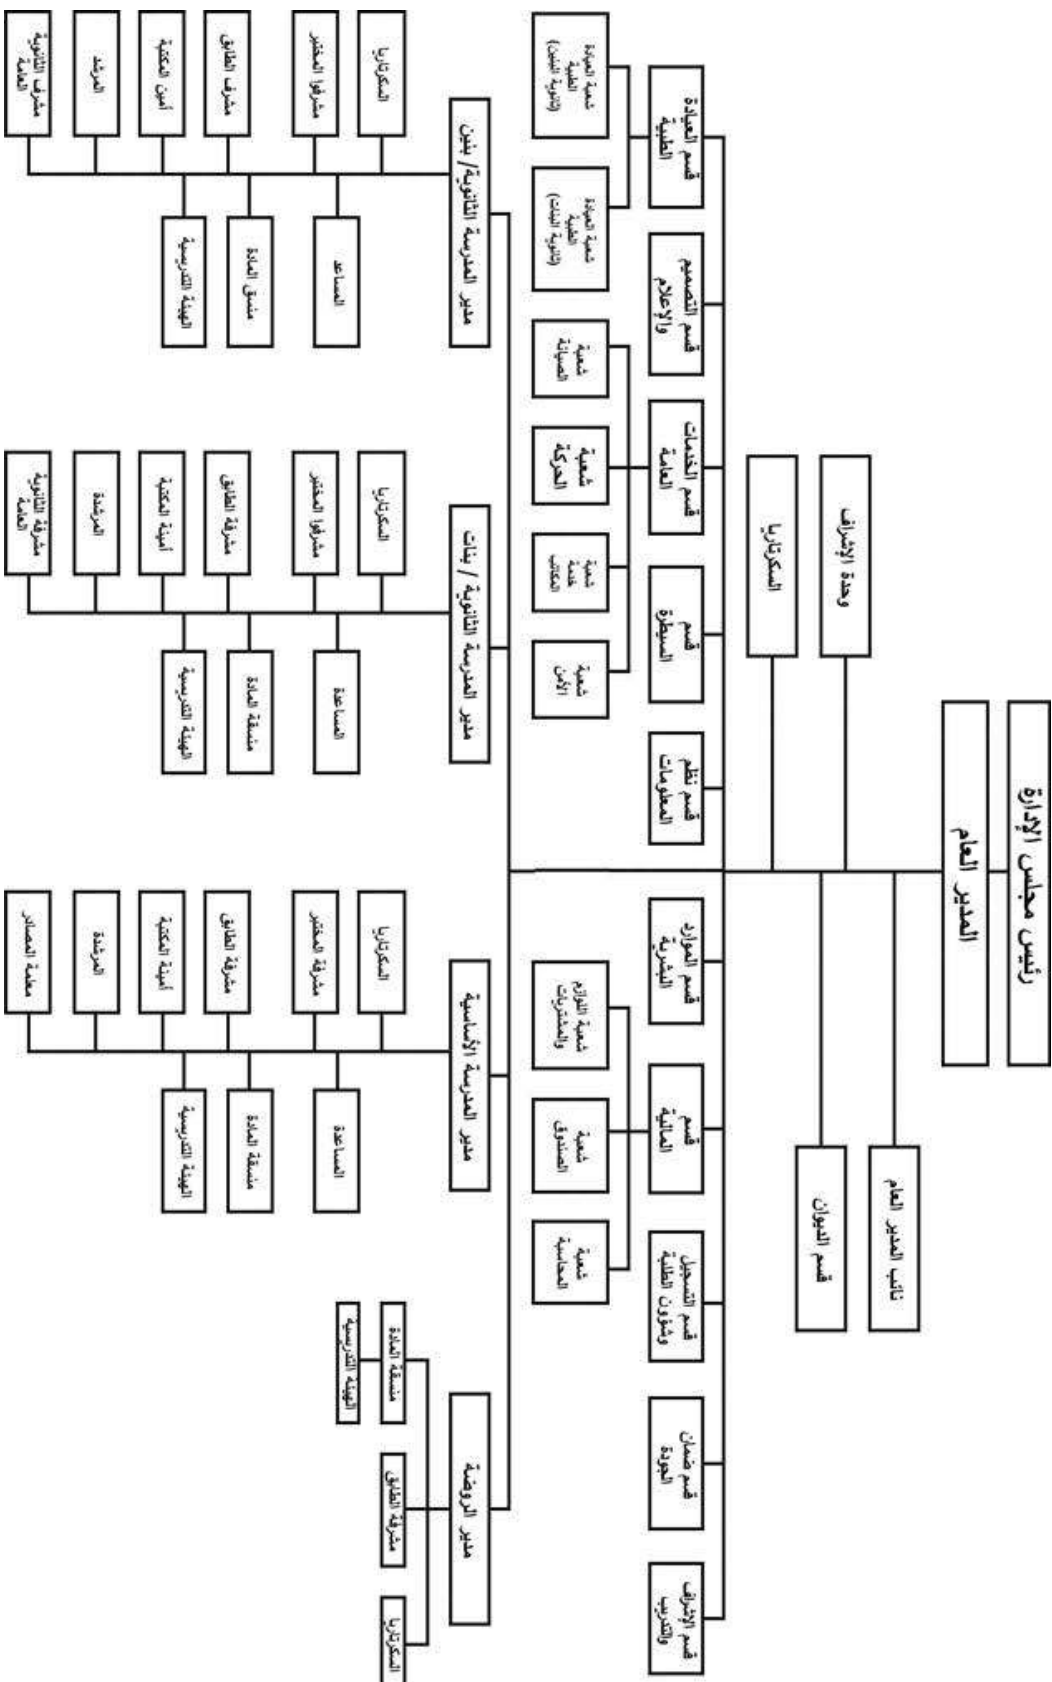 رئيس مجلس الإدارة
المدير العام
نائب المدير العام
وحدة الإشراف
قسم الديوان
السكرتاريا
قسم الإشراف
والتدريب
قسم ضمان
الجودة
قسم التسجيل
وشؤون الطلبة
قسم
المالية
قسم الموارد
البشرية
قسم نظم
المعلومات
قسم
السيطرة
قسم الخدمات
العامة
قسم التصميم
والإعلام
قسم العيادة
الطبية
شعبة
المحاسبة
شعبة
الصندوق
شعبة اللوازم
والمشتريات
شعبة
الأمن
شعبة
خدمة
المكاتب
شعبة
الحركة
شعبة
الصيانة
شعبة العيادة
الطبية
(ثانوية البنات)
شعبة العيادة
الطبية
(ثانوية البنين)
مدير الروضة
مدير المدرسة الأساسية
مدير المدرسة الثانوية / بنات
مدير المدرسة الثانوية/ بنين
السكرتاريا
مشرفة الطابق
منسقة المادة
الهيئة التدريسية
السكرتاريا
المساعدة
مشرفة المختبر
منسقة المادة
مشرفة الطابق
الهيئة التدريسية
أمينة المكتبة
المرشدة
معلمة المصادر
السكرتاريا
المساعدة
مشرفوا المختبر
منسقة المادة
مشرفة الطابق
الهيئة التدريسية
أمينة المكتبة
المرشدة
مشرفة الثانوية
العامة
السكرتاريا
المساعد
مشرفوا المختبر
منسق المادة
مشرف الطابق
الهيئة التدريسية
أمين المكتبة
المرشد
مشرف الثانوية
العامة